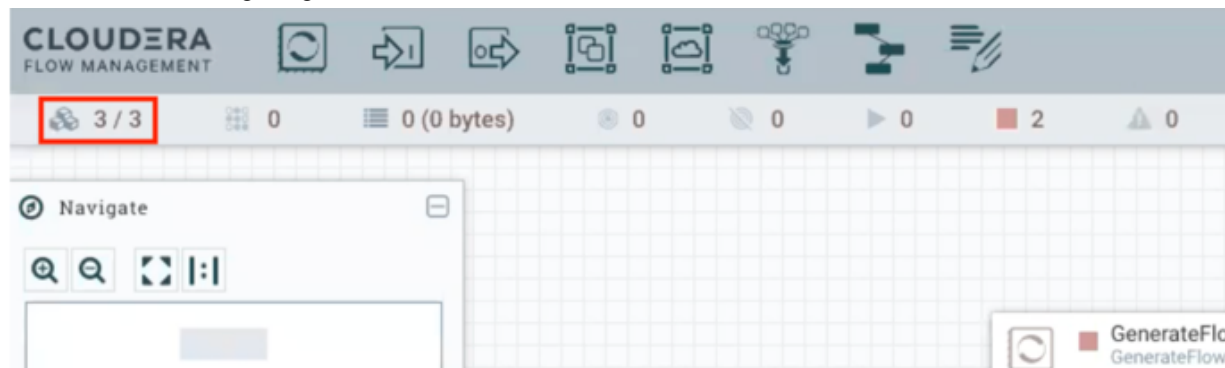 CLOUDERA
FLOW MANAGEMENT
3 / 3 0 0 (0 bytes) 0 0 0 2 0
Navigate
GenerateFlo
GenerateFlow